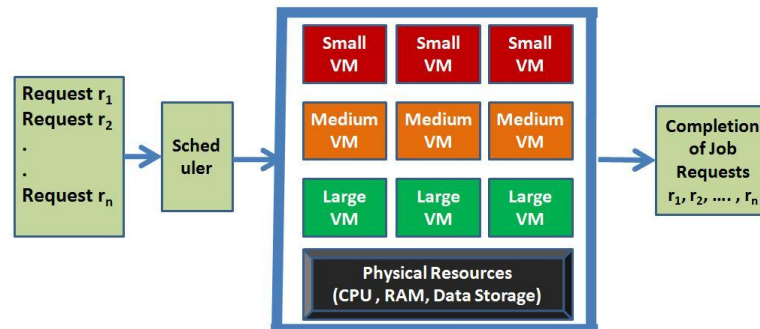 Request r₁
Request r₂
.
.
Request rₙ
Sched
uler
Small
VM
Small
VM
Small
VM
Medium
VM
Medium
VM
Medium
VM
Large
VM
Large
VM
Large
VM
Physical Resources
(CPU , RAM, Data Storage)
Completion
of Job
Requests
r₁, r₂, .... , rₙ